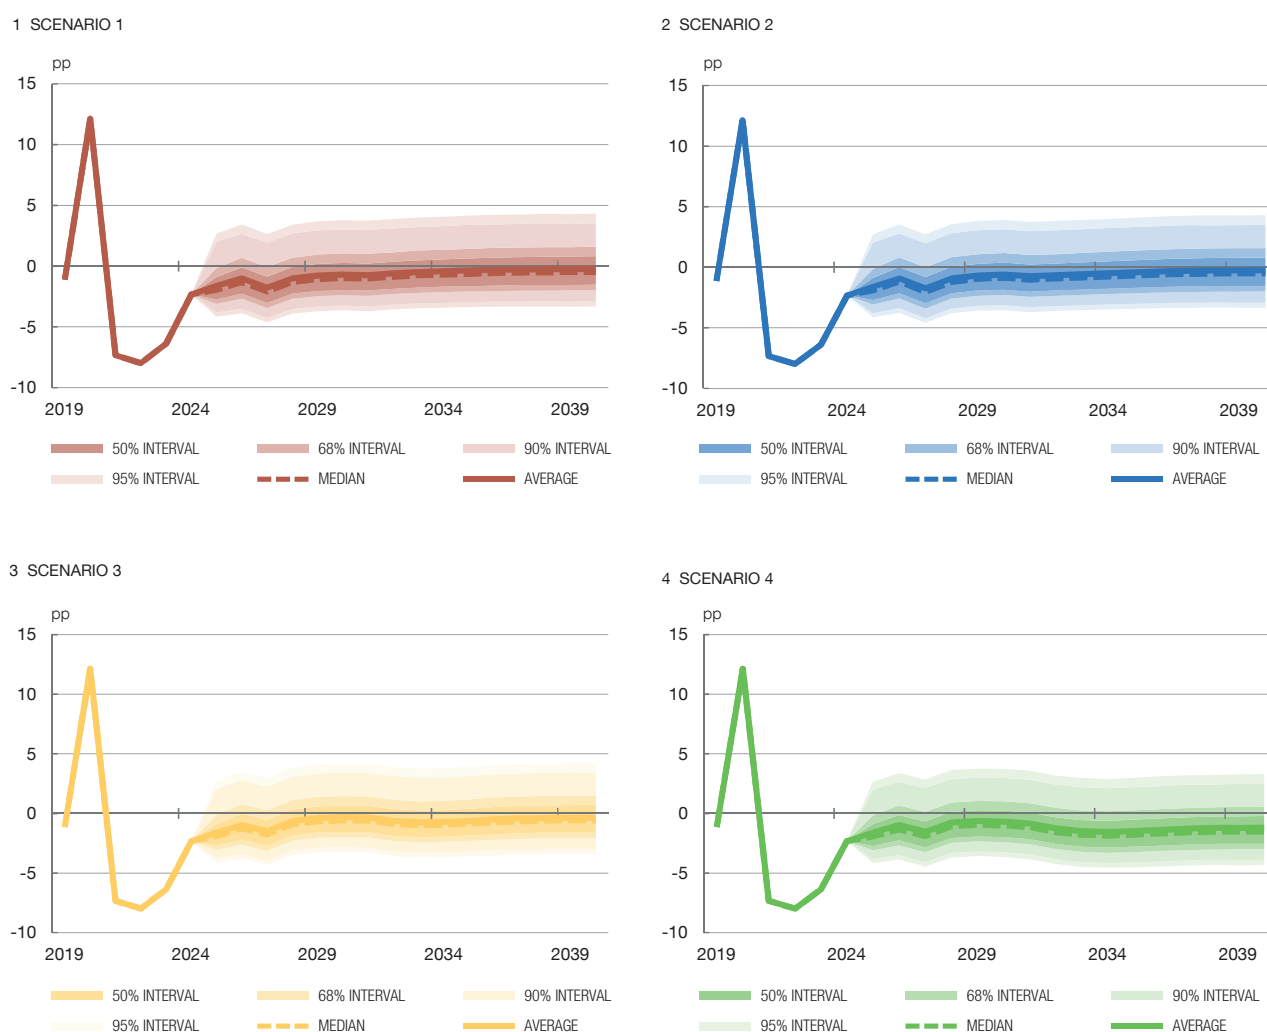 1 SCENARIO 1
pp
15
10
5
0
-5
-10
2019 2024 2029 2034 2039
50% INTERVAL 68% INTERVAL 90% INTERVAL
95% INTERVAL MEDIAN AVERAGE
2 SCENARIO 2
pp
15
10
5
0
-5
-10
2019 2024 2029 2034 2039
50% INTERVAL 68% INTERVAL 90% INTERVAL
95% INTERVAL MEDIAN AVERAGE
3 SCENARIO 3
pp
15
10
5
0
-5
-10
2019 2024 2029 2034 2039
50% INTERVAL 68% INTERVAL 90% INTERVAL
95% INTERVAL MEDIAN AVERAGE
4 SCENARIO 4
pp
15
10
5
0
-5
-10
2019 2024 2029 2034 2039
50% INTERVAL 68% INTERVAL 90% INTERVAL
95% INTERVAL MEDIAN AVERAGE